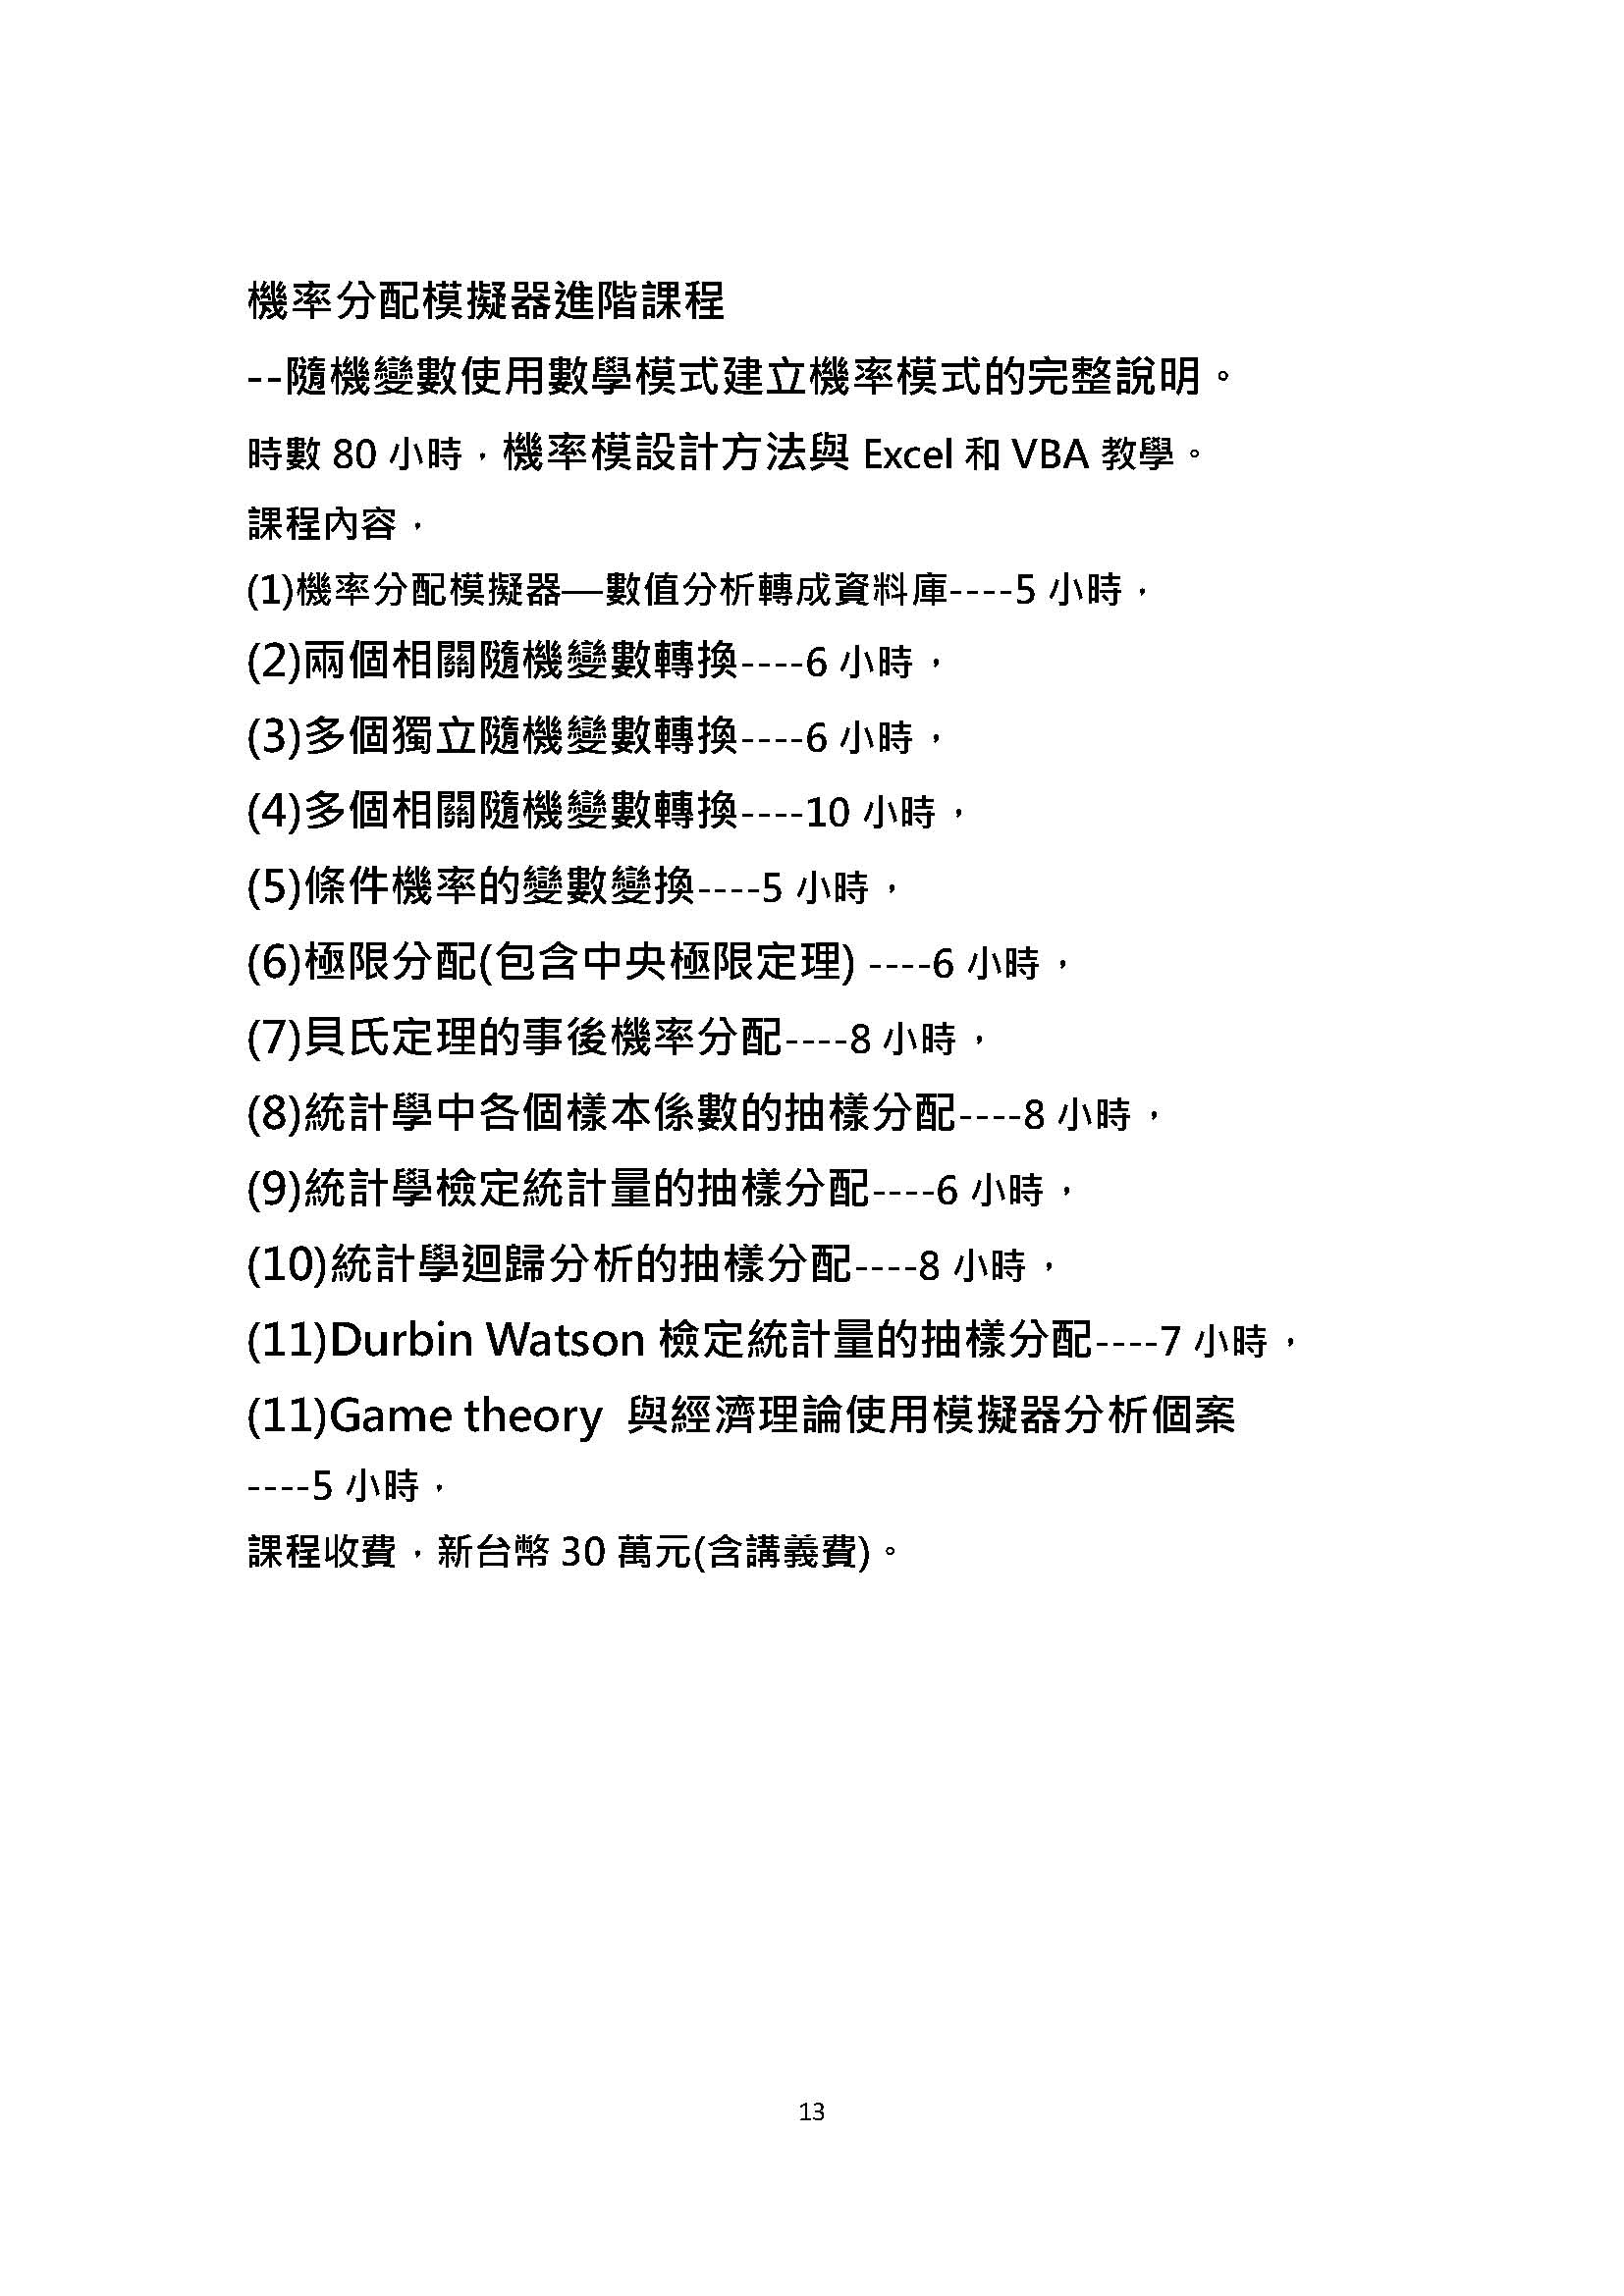 機率分配模擬器進階課程
--隨機變數使用數學模式建立機率模式的完整說明。
時數 80 小時，機率模設計方法與 Excel 和 VBA 教學。
課程內容，
(1)機率分配模擬器—數值分析轉成資料庫----5 小時，
(2)兩個相關隨機變數轉換----6 小時，
(3)多個獨立隨機變數轉換----6 小時，
(4)多個相關隨機變數轉換----10 小時，
(5)條件機率的變數變換----5 小時，
(6)極限分配(包含中央極限定理) ----6 小時，
(7)貝氏定理的事後機率分配----8 小時，
(8)統計學中各個樣本係數的抽樣分配----8 小時，
(9)統計學檢定統計量的抽樣分配----6 小時，
(10)統計學迴歸分析的抽樣分配----8 小時，
(11)Durbin Watson 檢定統計量的抽樣分配----7 小時，
(11)Game theory 與經濟理論使用模擬器分析個案
----5 小時，
課程收費，新台幣 30 萬元(含講義費)。
13